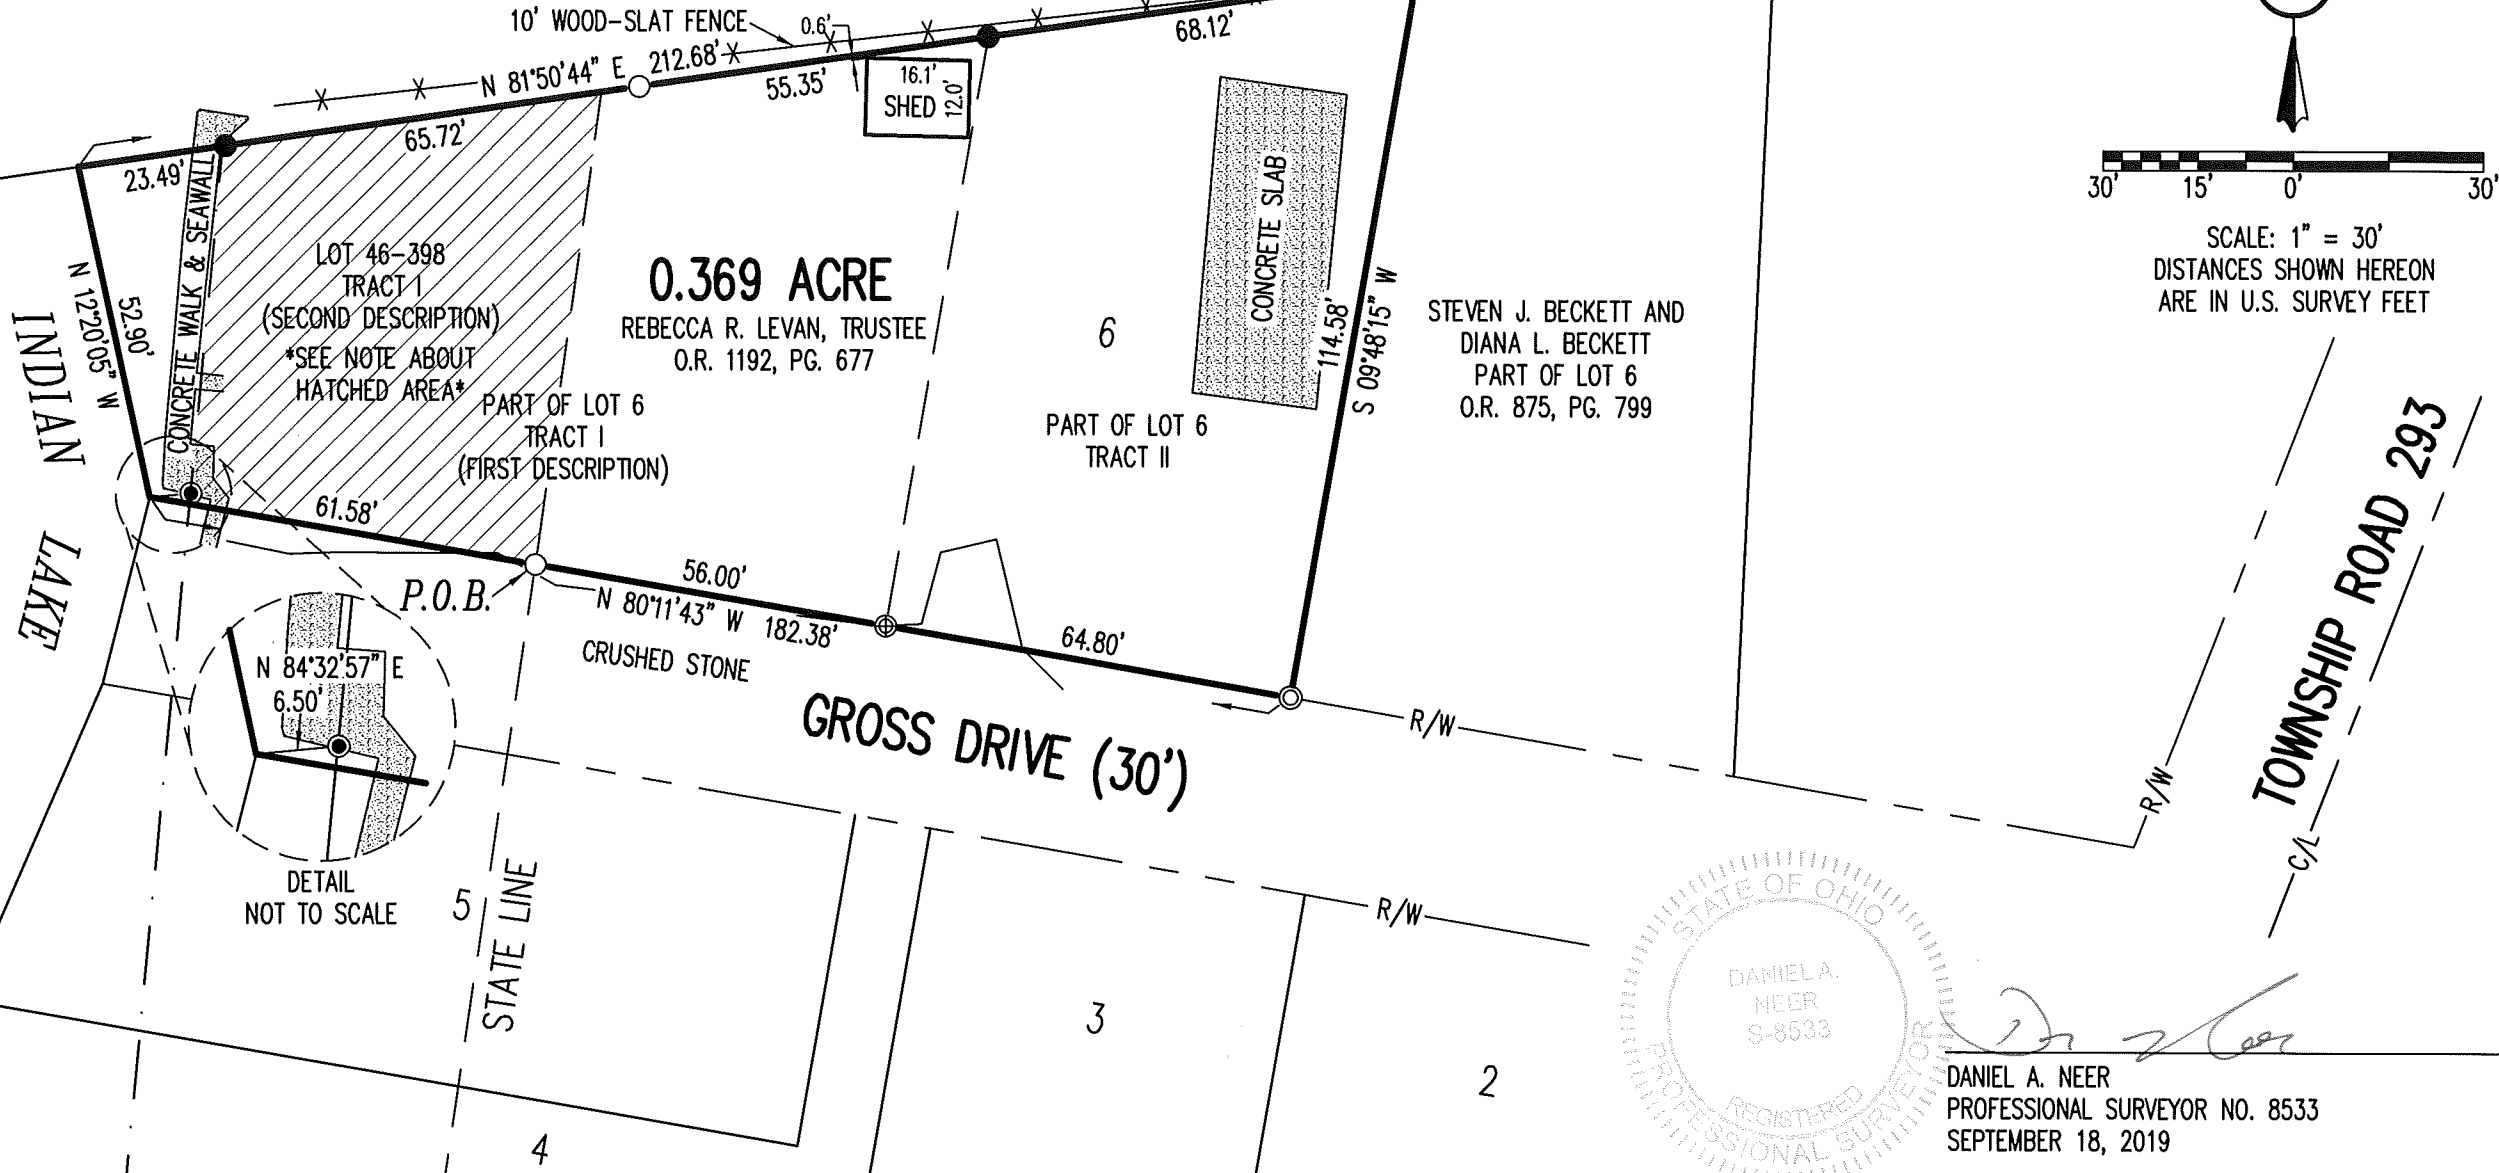 10' WOOD-SLAT FENCE
0.6'
68.12'
N 81°50'44" E 212.68'
55.35'
16.1'
SHED
12.0'
65.72'
23.49'
CONCRETE WALK & SEAWALL
LOT 46-398
TRACT I
(SECOND DESCRIPTION)
*SEE NOTE ABOUT
HATCHED AREA*
N 12°20'05" W
52.90'
INDIAN
LAKE
0.369 ACRE
REBECCA R. LEVAN, TRUSTEE
O.R. 1192, PG. 677
PART OF LOT 6
TRACT I
(FIRST DESCRIPTION)
6
PART OF LOT 6
TRACT II
CONCRETE SLAB
114.58'
S 09°48'15" W
STEVEN J. BECKETT AND
DIANA L. BECKETT
PART OF LOT 6
O.R. 875, PG. 799
30' 15' 0' 30'
SCALE: 1" = 30'
DISTANCES SHOWN HEREON
ARE IN U.S. SURVEY FEET
TOWNSHIP ROAD 293
61.58'
P.O.B.
56.00'
N 80°11'43" W 182.38'
64.80'
CRUSHED STONE
GROSS DRIVE (30')
R/W
R/W
R/W
C/L
N 84°32'57" E
6.50'
DETAIL
NOT TO SCALE
5
STATE LINE
4
3
2
STATE OF OHIO
DANIEL A.
NEER
S-8533
REGISTERED
PROFESSIONAL SURVEYOR
DANIEL A. NEER
PROFESSIONAL SURVEYOR NO. 8533
SEPTEMBER 18, 2019